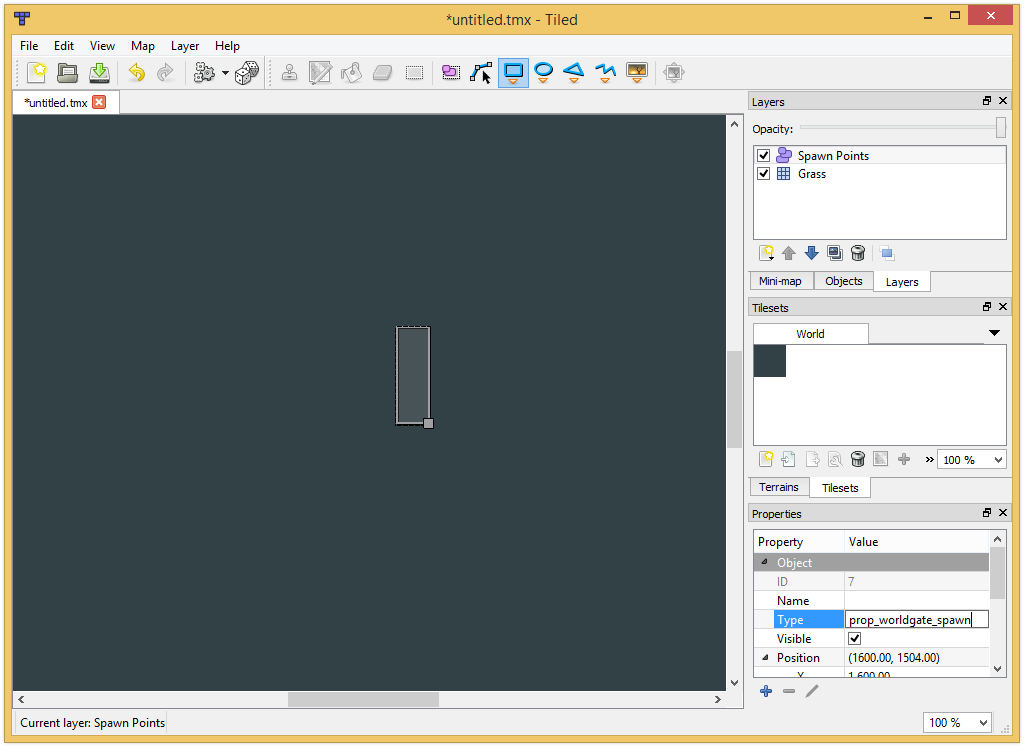 *untitled.tmx - Tiled
File Edit View Map Layer Help
*untitled.tmx
Layers
Opacity:
Spawn Points
Grass
Mini-map Objects Layers
Tilesets
World
» 100 %
Terrains Tilesets
Properties
Property Value
Object
ID 7
Name
Type prop_worldgate_spawn
Visible
Position (1600.00, 1504.00)
X 1,600.00
Current layer: Spawn Points
100 %